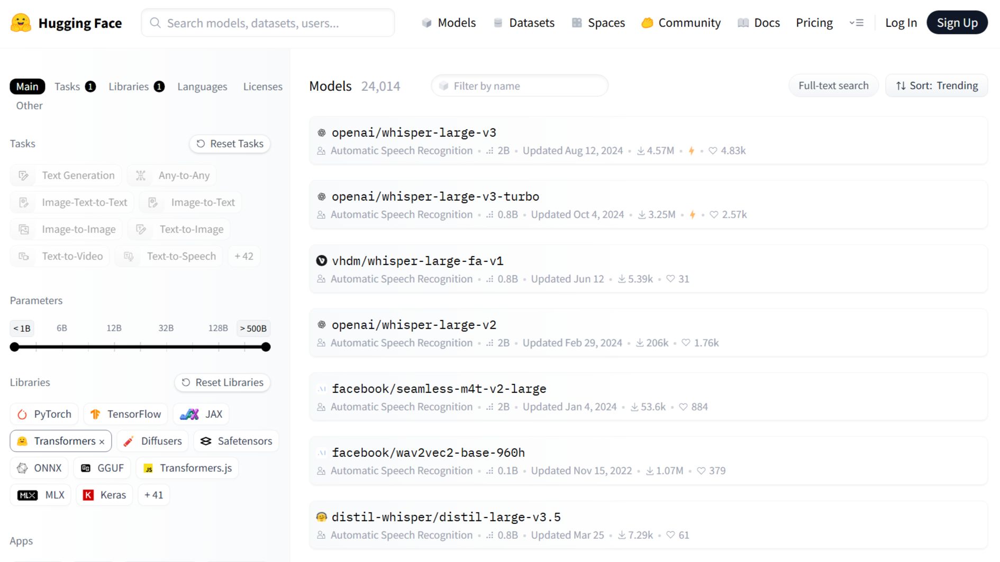 Hugging Face
Search models, datasets, users...
Models
Datasets
Spaces
Community
Docs
Pricing
Log In
Sign Up
Main
Tasks 1
Libraries 1
Languages
Licenses
Other
Tasks
Reset Tasks
Text Generation
Any-to-Any
Image-Text-to-Text
Image-to-Text
Image-to-Image
Text-to-Image
Text-to-Video
Text-to-Speech
+ 42
Parameters
< 1B
6B
12B
32B
128B
> 500B
Libraries
Reset Libraries
PyTorch
TensorFlow
JAX
Transformers ×
Diffusers
Safetensors
ONNX
GGUF
JS Transformers.js
MLX MLX
K Keras
+ 41
Apps
Models 24,014
Filter by name
Full-text search
Sort: Trending
openai/whisper-large-v3
Automatic Speech Recognition • 2B • Updated Aug 12, 2024 • 4.57M • • 4.83k
openai/whisper-large-v3-turbo
Automatic Speech Recognition • 0.8B • Updated Oct 4, 2024 • 3.25M • • 2.57k
vhdm/whisper-large-fa-v1
Automatic Speech Recognition • 0.8B • Updated Jun 12 • 5.39k • 31
openai/whisper-large-v2
Automatic Speech Recognition • 2B • Updated Feb 29, 2024 • 206k • 1.76k
facebook/seamless-m4t-v2-large
Automatic Speech Recognition • 2B • Updated Jan 4, 2024 • 53.6k • 884
facebook/wav2vec2-base-960h
Automatic Speech Recognition • 0.1B • Updated Nov 15, 2022 • 1.07M • 379
distil-whisper/distil-large-v3.5
Automatic Speech Recognition • 0.8B • Updated Mar 25 • 7.29k • 61